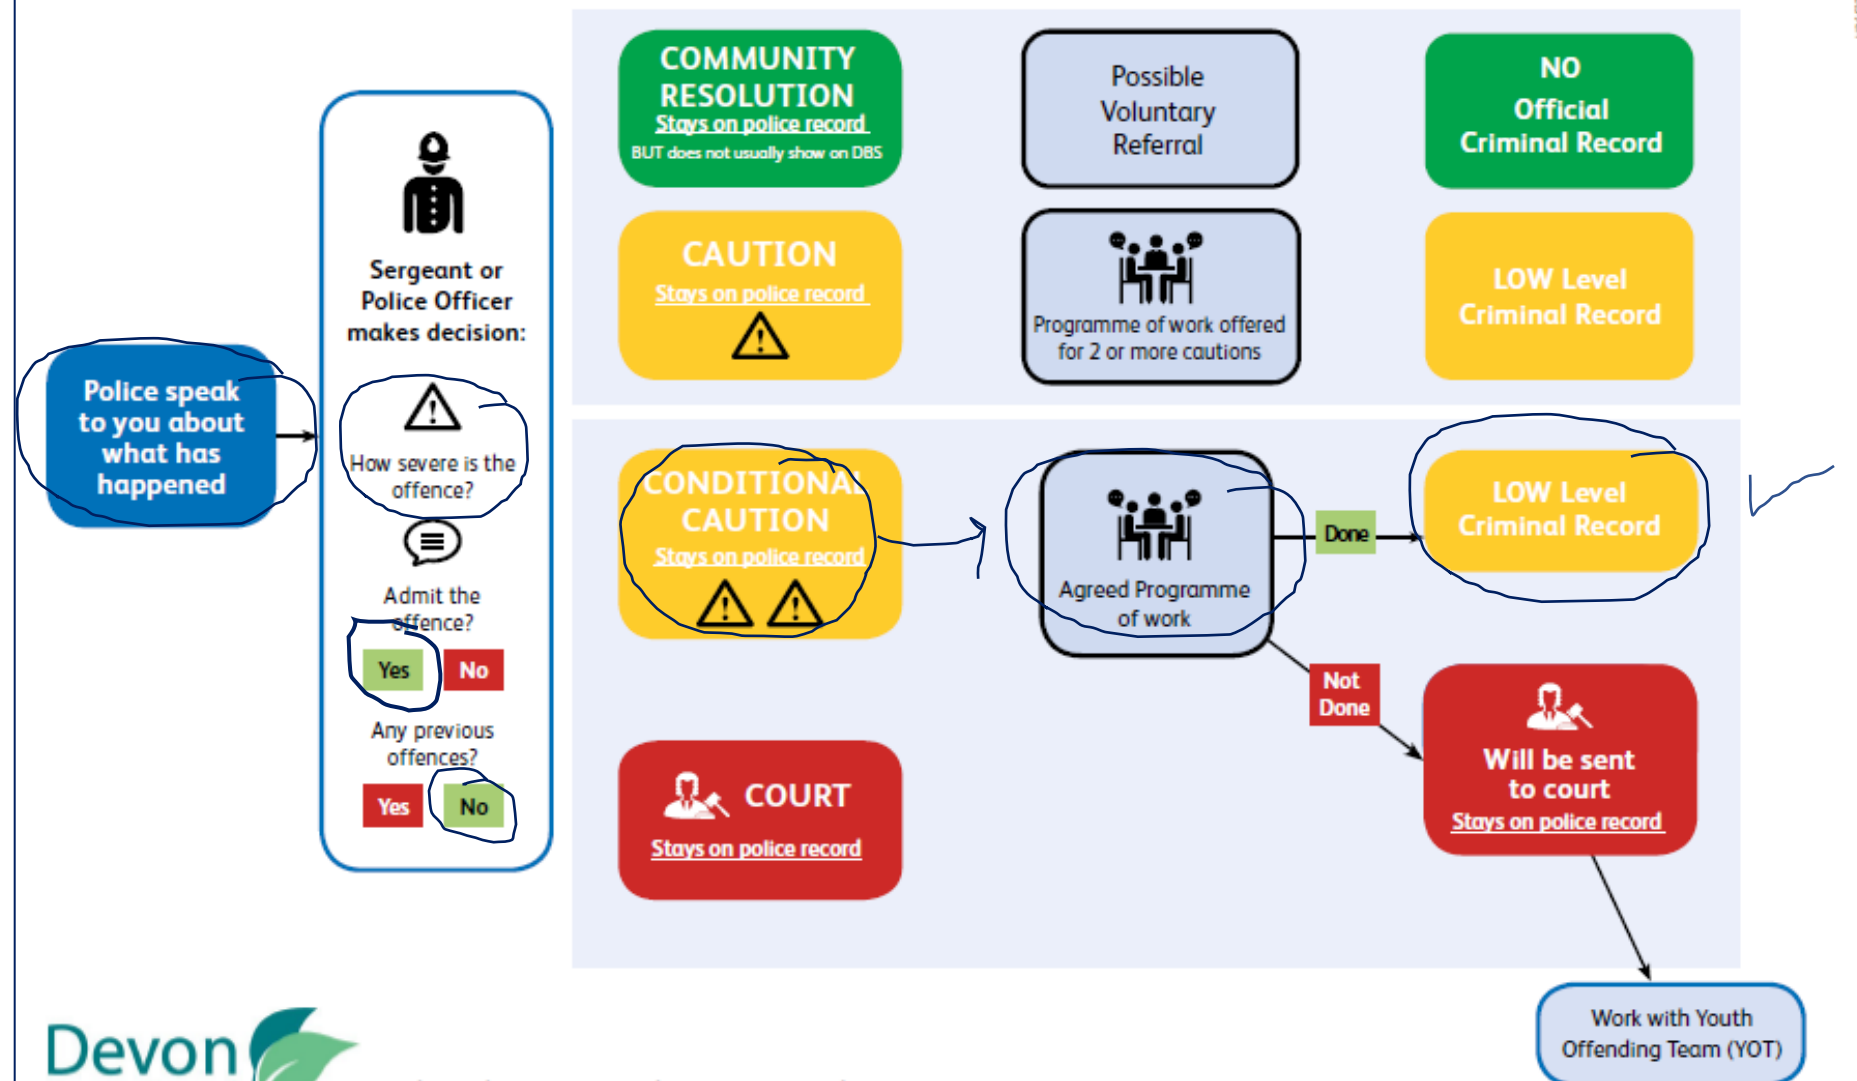 Police speak
to you about
what has
happened
Sergeant or
Police Officer
makes decision:
How severe is the
offence?
Admit the
offence?
Yes No
Any previous
offences?
Yes No
COMMUNITY
RESOLUTION
Stays on police record
BUT does not usually show on DBS
Possible
Voluntary
Referral
NO
Official
Criminal Record
CAUTION
Stays on police record
Programme of work offered
for 2 or more cautions
LOW Level
Criminal Record
CONDITIONAL
CAUTION
Stays on police record
Agreed Programme
of work
Done
LOW Level
Criminal Record
Not
Done
Will be sent
to court
Stays on police record
COURT
Stays on police record
Work with Youth
Offending Team (YOT)
Devon